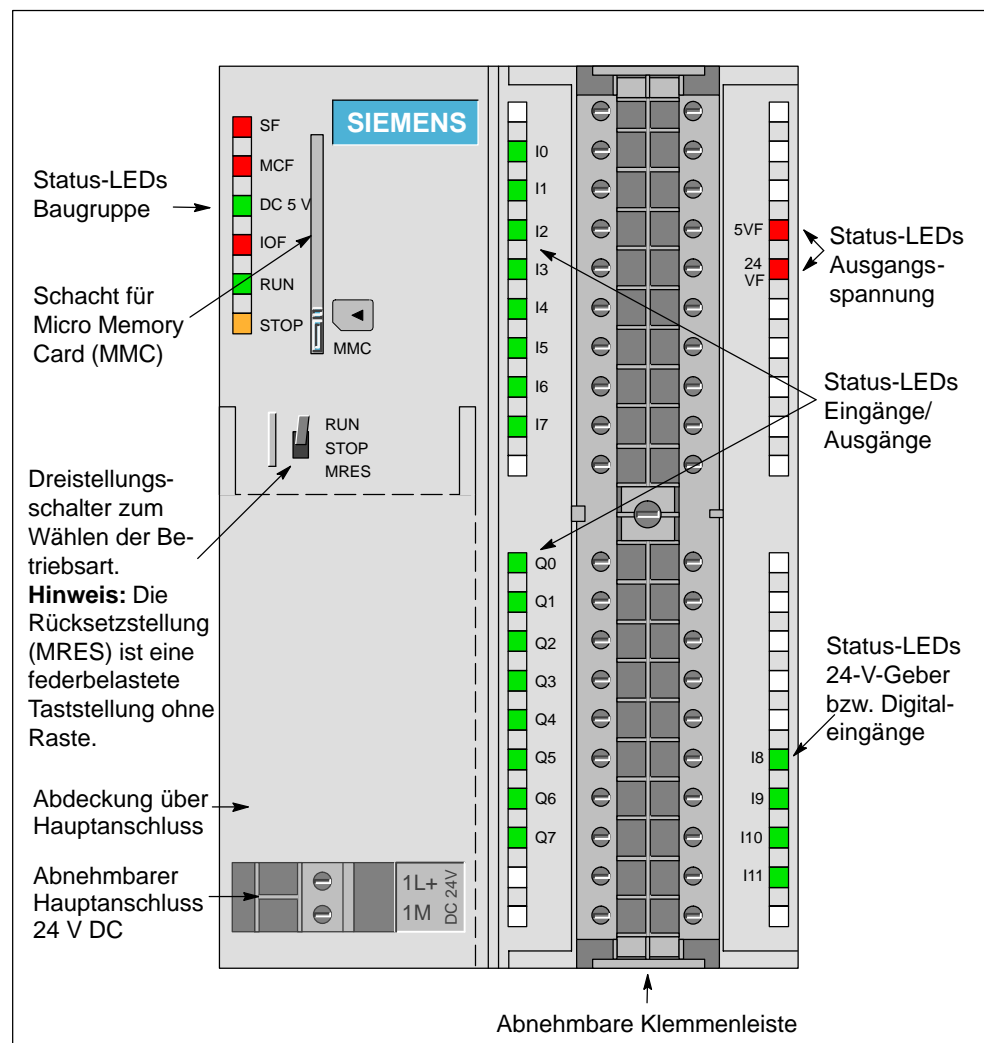 SIEMENS
SF
MCF
DC 5 V
IOF
RUN
STOP
MMC
RUN
STOP
MRES
Status-LEDs
Baugruppe
Schacht für
Micro Memory
Card (MMC)
Dreistellungs-
schalter zum
Wählen der Be-
triebsart.
Hinweis: Die
Rücksetzstellung
(MRES) ist eine
federbelastete
Taststellung ohne
Raste.
Abdeckung über
Hauptanschluss
Abnehmbarer
Hauptanschluss
24 V DC
1L+
1M
DC 24V
I0
I1
I2
I3
I4
I5
I6
I7
Q0
Q1
Q2
Q3
Q4
Q5
Q6
Q7
5VF
24
VF
I8
I9
I10
I11
Status-LEDs
Ausgangs-
spannung
Status-LEDs
Eingänge/
Ausgänge
Status-LEDs
24-V-Geber
bzw. Digital-
eingänge
Abnehmbare Klemmenleiste